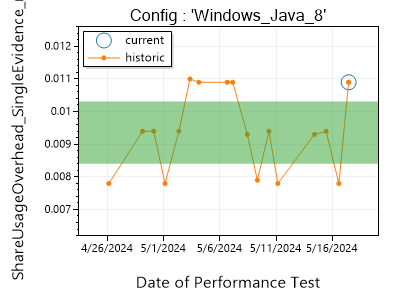 Config : 'Windows_Java_8'
current
historic
0.012
0.011
0.01
0.009
0.008
0.007
4/26/2024
5/1/2024
5/6/2024
5/11/2024
5/16/2024
ShareUsageOverhead_SingleEvidence_
Date of Performance Test